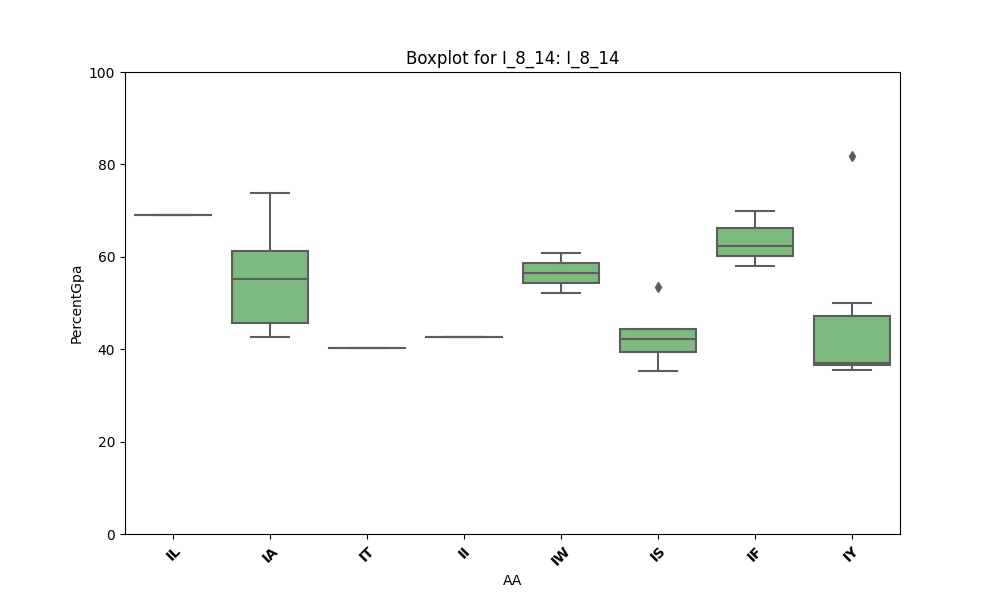 Boxplot for I_8_14: I_8_14
100
80
60
40
20
0
PercentGpa
IL
IA
IT
II
IW
IS
IF
IY
AA